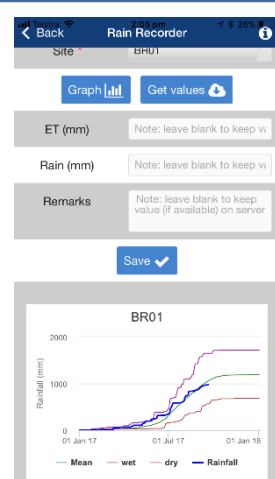 Telstra 2:05 pm 26%
Back Rain Recorder
Site * BR01
Graph Get values
ET (mm) Note: leave blank to keep va
Rain (mm) Note: leave blank to keep va
Remarks Note: leave blank to keep
value (if available) on server
Save
BR01
2000
1000
0
Rainfall (mm)
01 Jan 17 01 Jul 17 01 Jan 18
Mean wet dry Rainfall